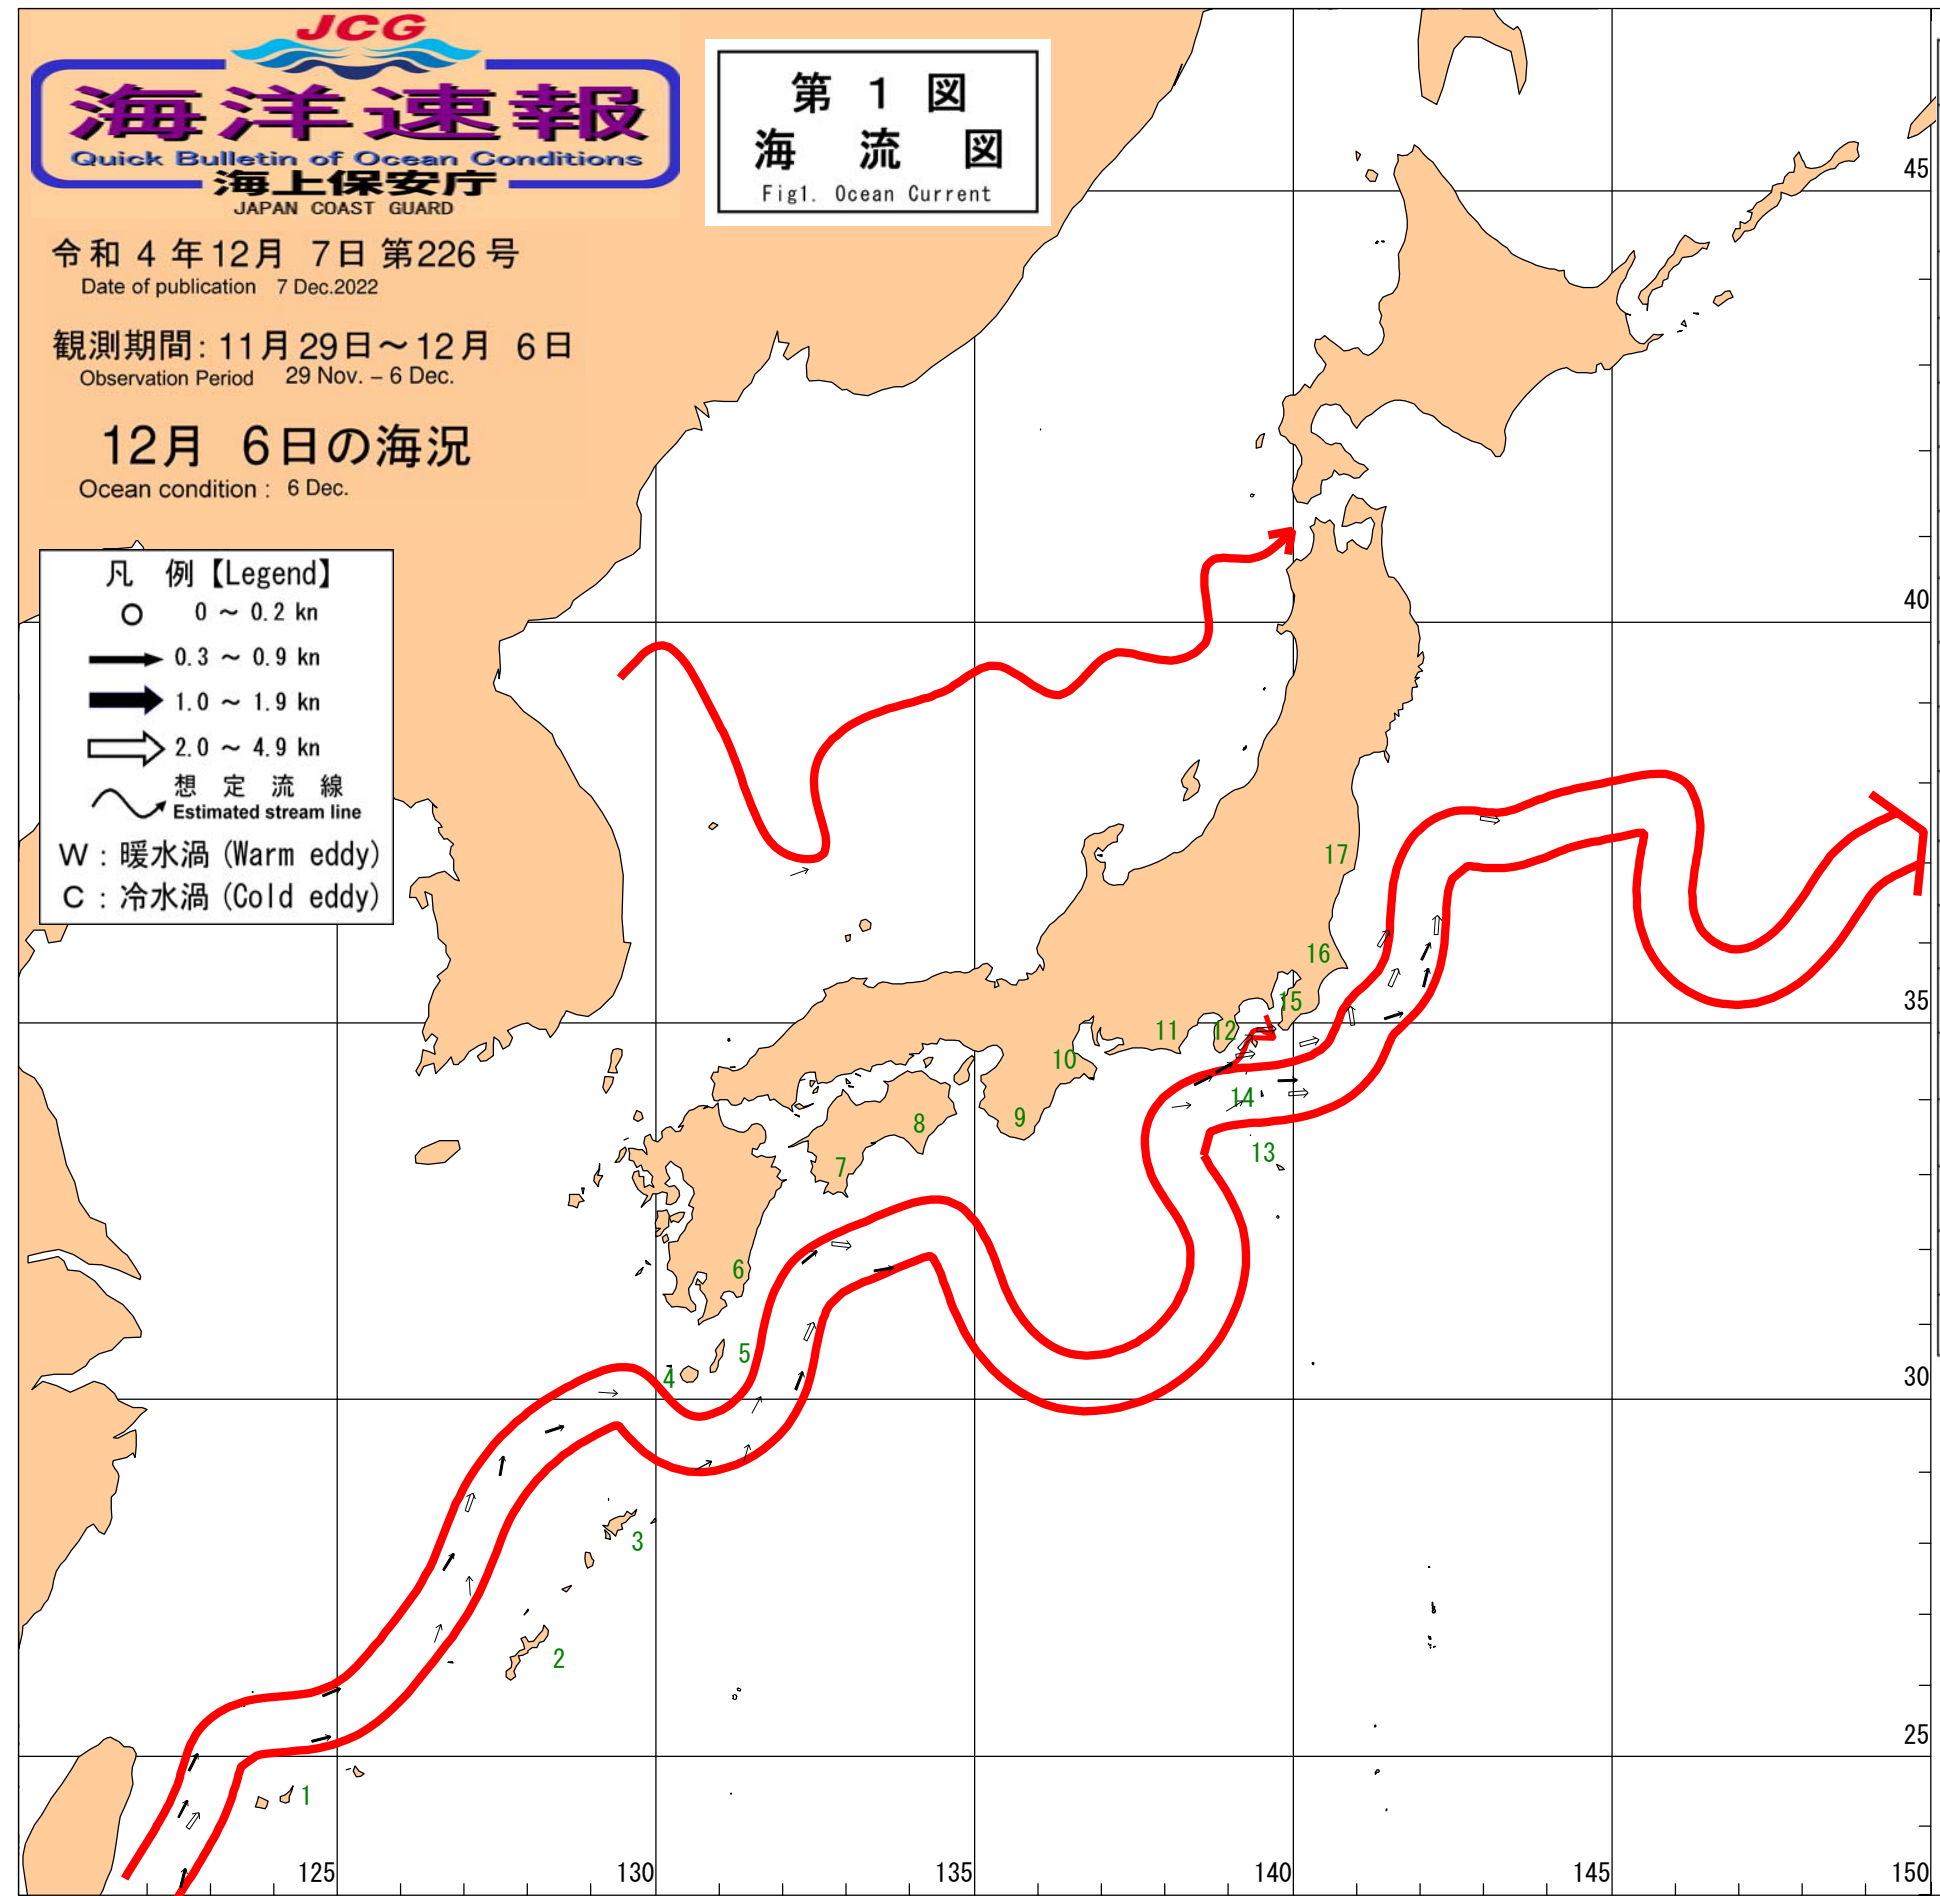 JCG
海洋速報
Quick Bulletin of Ocean Conditions
海上保安庁
JAPAN COAST GUARD
第 1 図
海 流 図
Fig1. Ocean Current
令和 4 年 12月 7日 第226号
Date of publication 7 Dec.2022
観測期間: 11月 29日～12月 6日
Observation Period 29 Nov. – 6 Dec.
12月 6日の海況
Ocean condition : 6 Dec.
凡 例【Legend】
0 ～ 0.2 kn
0.3 ～ 0.9 kn
1.0 ～ 1.9 kn
2.0 ～ 4.9 kn
想 定 流 線
Estimated stream line
W : 暖水渦 (Warm eddy)
C : 冷水渦 (Cold eddy)
45
40
35
30
25
17
16
15
14
13
12
11
10
9
8
7
6
5
4
3
2
1
125
130
135
140
145
150